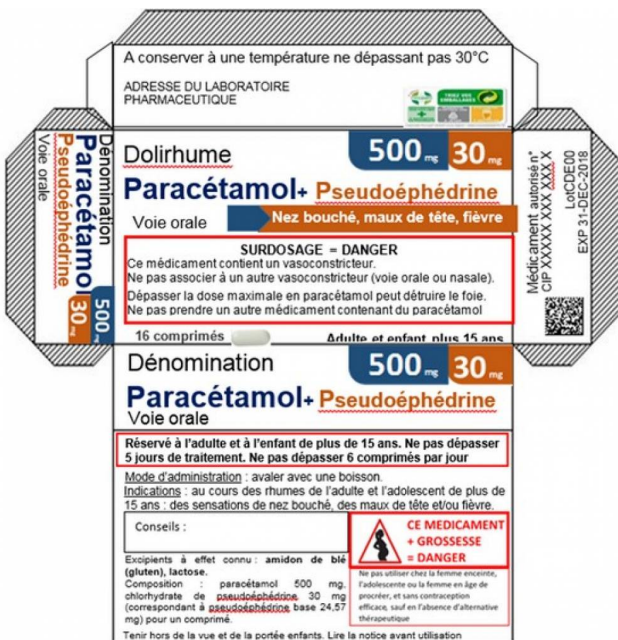 A conserver à une température ne dépassant pas 30°C
ADRESSE DU LABORATOIRE
PHARMACEUTIQUE
TRIEZ VOS
EMBALLAGES
Dénomination
Paracétamol
Pseudoéphédrine
Voie orale
500 mg
30 mg
Dolirhume
500 mg 30 mg
Paracétamol+ Pseudoéphédrine
Voie orale
Nez bouché, maux de tête, fièvre
SURDOSAGE = DANGER
Ce médicament contient un vasoconstricteur.
Ne pas associer à un autre vasoconstricteur (voie orale ou nasale).
Dépasser la dose maximale en paracétamol peut détruire le foie.
Ne pas prendre un autre médicament contenant du paracétamol
16 comprimés
Adulte et enfant plus 15 ans
Médicament autorisé n°
CIP XXXXX XXX XXX X
LotCDE00
EXP 31-DEC-2018
Dénomination
500 mg 30 mg
Paracétamol+ Pseudoéphédrine
Voie orale
Réservé à l'adulte et à l'enfant de plus de 15 ans. Ne pas dépasser
5 jours de traitement. Ne pas dépasser 6 comprimés par jour
Mode d'administration : avaler avec une boisson.
Indications : au cours des rhumes de l'adulte et l'adolescent de plus de
15 ans : des sensations de nez bouché, des maux de tête et/ou fièvre.
Conseils :
CE MEDICAMENT
+ GROSSESSE
= DANGER
Excipients à effet connu : amidon de blé
(gluten), lactose.
Composition : paracétamol 500 mg,
chlorhydrate de pseudoéphédrine 30 mg
(correspondant à pseudoéphédrine base 24,57
mg) pour un comprimé.
Ne pas utiliser chez la femme enceinte,
l'adolescente ou la femme en âge de
procréer, et sans contraception
efficace, sauf en l'absence d'alternative
thérapeutique
Tenir hors de la vue et de la portée enfants. Lire la notice avant utilisation